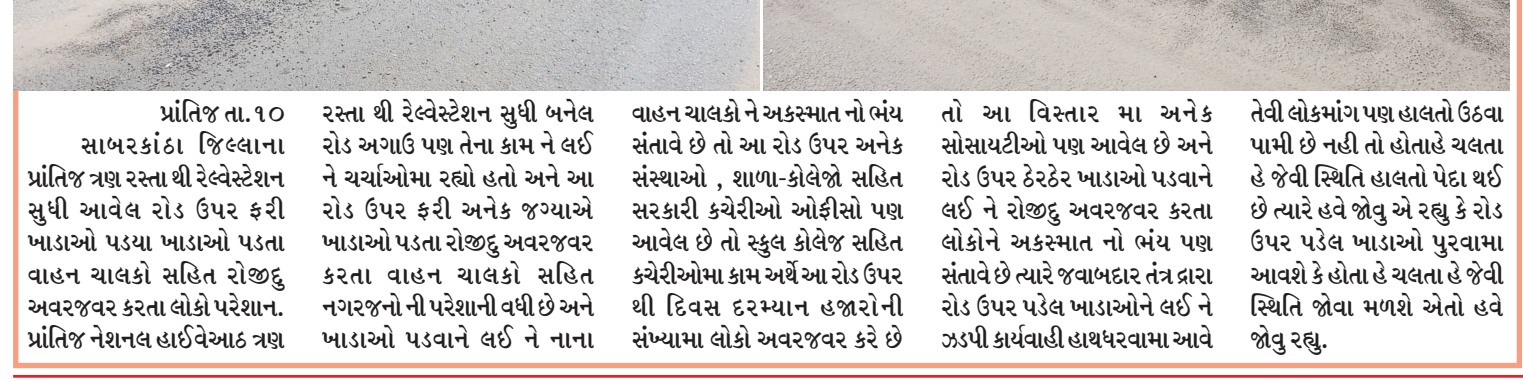 પ્રાંતિજ તા.૧૦
સાબરકાંઠા જિલ્લાના
પ્રાંતિજ ત્રણ રસ્તા થી રેલ્વેસ્ટેશન
સુધી આવેલ રોડ ઉપર ફરી
ખાડાઓ પડયા ખાડાઓ પડતા
વાહન ચાલકો સહિત રોજીદુ
અવરજવર કરતા લોકો પરેશાન.
પ્રાંતિજ નેશનલ હાઈવેઆઠ ત્રણ
રસ્તા થી રેલ્વેસ્ટેશન સુધી બનેલ
રોડ અગાઉ પણ તેના કામ ને લઈ
ને ચર્ચાઓમા રહ્યો હતો અને આ
રોડ ઉપર ફરી અનેક જગ્યાએ
ખાડાઓ પડતા રોજીદુ અવરજવર
કરતા વાહન ચાલકો સહિત
નગરજનો ની પરેશાની વધી છે અને
ખાડાઓ પડવાને લઈ ને નાના
વાહન ચાલકો ને અકસ્માત નો ભંય
સંતાવે છે તો આ રોડ ઉપર અનેક
સંસ્થાઓ , શાળા-કોલેજો સહિત
સરકારી કચેરીઓ ઓફીસો પણ
આવેલ છે તો સ્કુલ કોલેજ સહિત
કચેરીઓમા કામ અર્થે આ રોડ ઉપર
થી દિવસ દરમ્યાન હજારોની
સંખ્યામા લોકો અવરજવર કરે છે
તો આ વિસ્તાર મા અનેક
સોસાયટીઓ પણ આવેલ છે અને
રોડ ઉપર ઠેરઠેર ખાડાઓ પડવાને
લઈ ને રોજીદુ અવરજવર કરતા
લોકોને અકસ્માત નો ભંય પણ
સંતાવે છે ત્યારે જવાબદાર તંત્ર દ્રારા
રોડ ઉપર પડેલ ખાડાઓને લઈ ને
ઝડપી કાર્યવાહી હાથધરવામા આવે
તેવી લોકમાંગ પણ હાલતો ઉઠવા
પામી છે નહી તો હોતાહે ચલતા
હે જેવી સ્થિતિ હાલતો પેદા થઈ
છે ત્યારે હવે જોવુ એ રહ્યુ કે રોડ
ઉપર પડેલ ખાડાઓ પુરવામા
આવશે કે હોતા હે ચલતા હે જેવી
સ્થિતિ જોવા મળશે એતો હવે
જોવુ રહ્યુ.